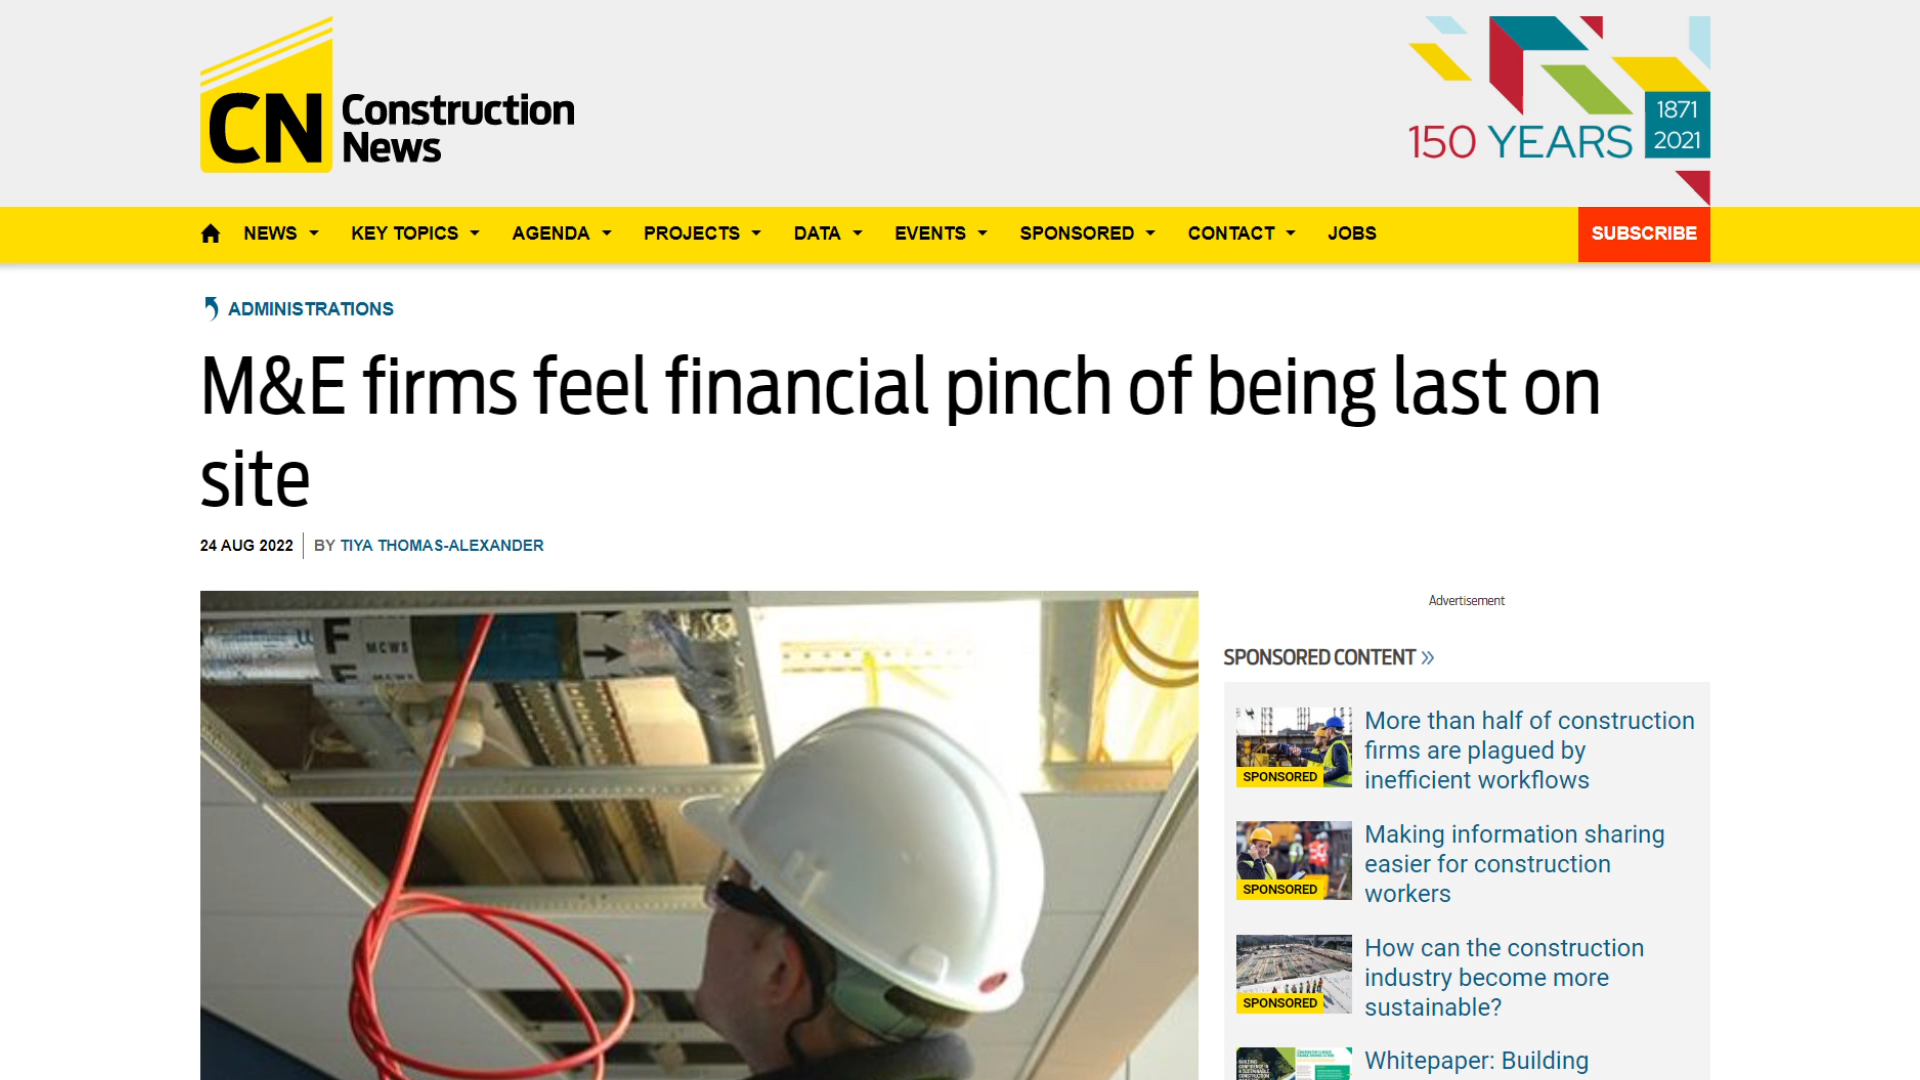 CN Construction
News
150 YEARS
1871
2021
NEWS KEY TOPICS AGENDA PROJECTS DATA EVENTS SPONSORED CONTACT JOBS SUBSCRIBE
ADMINISTRATIONS
M&E firms feel financial pinch of being last on
site
24 AUG 2022 BY TIYA THOMAS-ALEXANDER
F MCWS
F MCWS
Advertisement
SPONSORED CONTENT »
SPONSORED
More than half of construction
firms are plagued by
inefficient workflows
SPONSORED
Making information sharing
easier for construction
workers
SPONSORED
How can the construction
industry become more
sustainable?
Whitepaper: Building